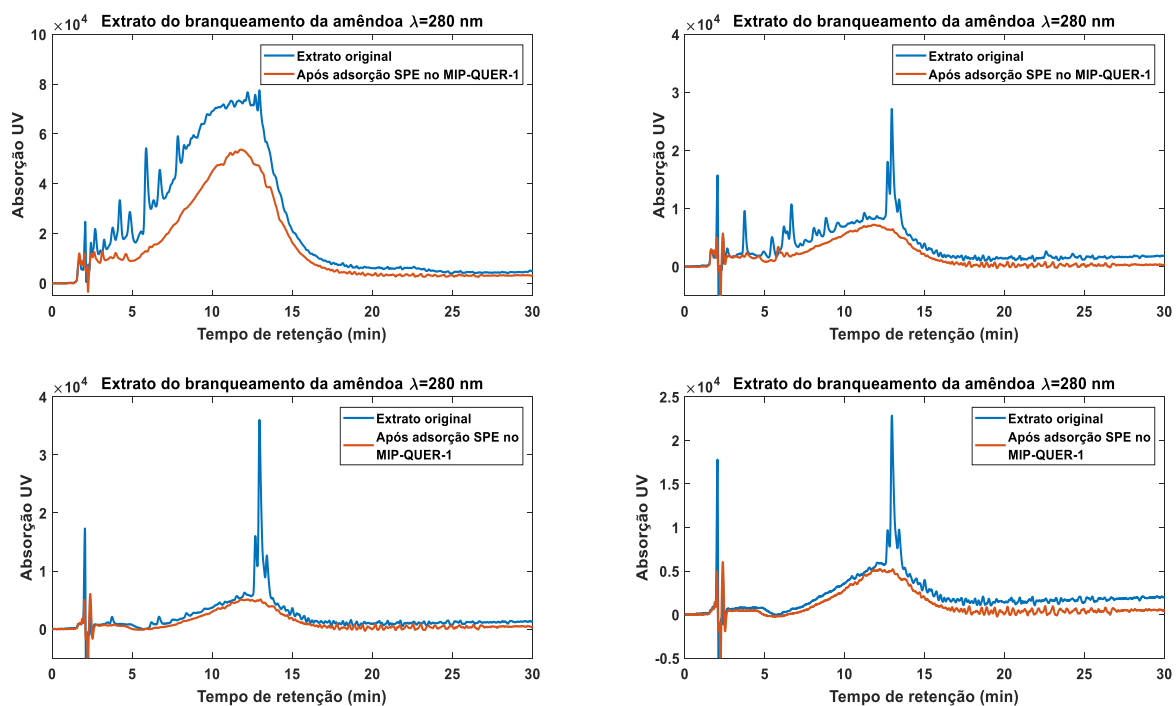 Extrato do branqueamento da amêndoa λ=280 nm
×10⁴
10
8
6
4
2
0
Absorção UV
Extrato original
Após adsorção SPE no MIP-QUER-1
0 5 10 15 20 25 30
Tempo de retenção (min)
Extrato do branqueamento da amêndoa λ=280 nm
×10⁴
4
3
2
1
0
Absorção UV
Extrato original
Após adsorção SPE no MIP-QUER-1
0 5 10 15 20 25 30
Tempo de retenção (min)
Extrato do branqueamento da amêndoa λ=280 nm
×10⁴
4
3
2
1
0
Absorção UV
Extrato original
Após adsorção SPE no
MIP-QUER-1
0 5 10 15 20 25 30
Tempo de retenção (min)
Extrato do branqueamento da amêndoa λ=280 nm
×10⁴
2.5
2
1.5
1
0.5
0
-0.5
Absorção UV
Extrato original
Após adsorção SPE no
MIP-QUER-1
0 5 10 15 20 25 30
Tempo de retenção (min)